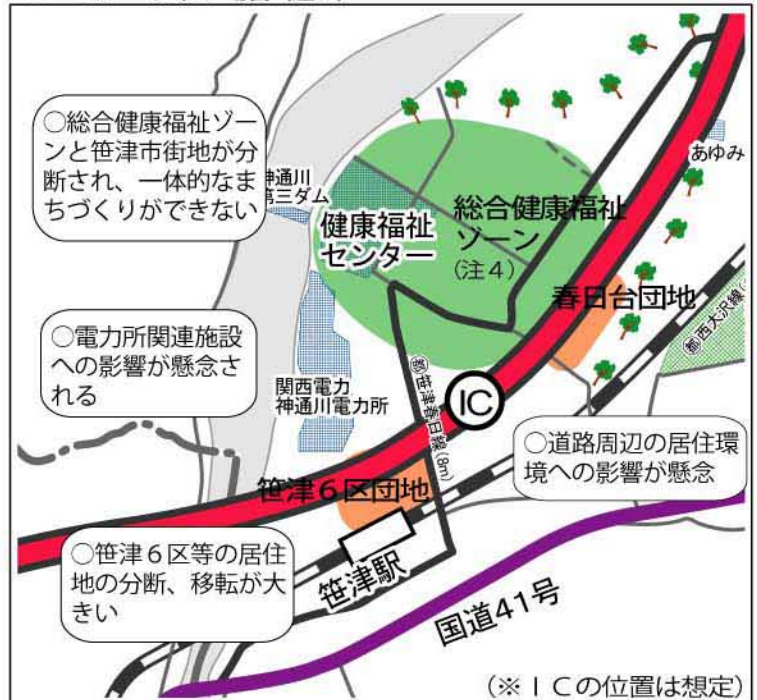 ○総合健康福祉ゾー
ンと笹津市街地が分
断され、一体的なま
ちづくりができない
神通川
第三ダム
健康福祉
センター
総合健康福祉
ゾーン
(注4)
あゆみ
春日台団地
㊞西大沢線
○電力所関連施設
への影響が懸念さ
れる
関西電力
神通川電力所
笹津春日線(8m)
IC
○道路周辺の居住環
境への影響が懸念
笹津6区団地
○笹津6区等の居住
地の分断、移転が大
きい
笹津駅
国道41号
(※ICの位置は想定)